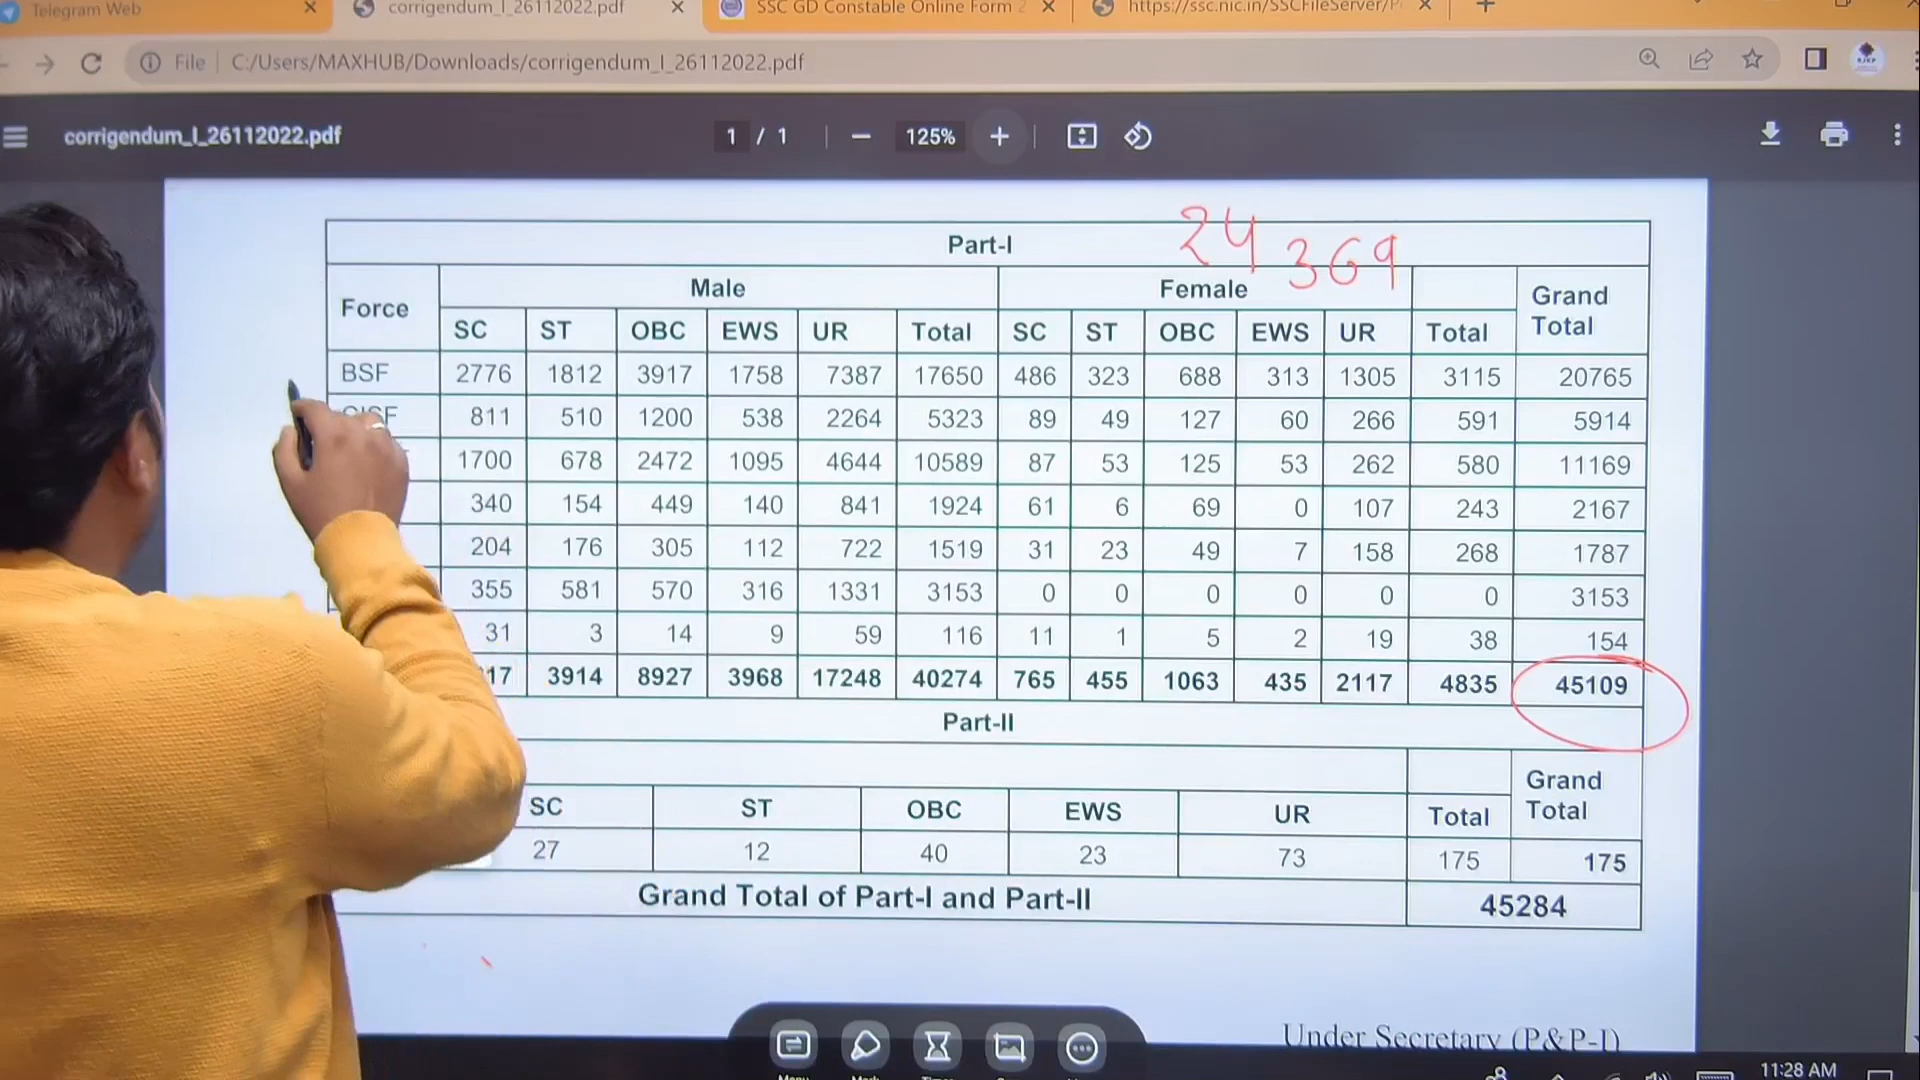 Telegram Web
corrigendum_I_26112022.pdf
SSC GD Constable Online Form 2
https://ssc.nic.in/SSCFileServer/P
File C:/Users/MAXHUB/Downloads/corrigendum_I_26112022.pdf
corrigendum_I_26112022.pdf 1 / 1 125%
24 369
Part-I
Force Male Female Grand Total
SC ST OBC EWS UR Total SC ST OBC EWS UR Total
BSF 2776 1812 3917 1758 7387 17650 486 323 688 313 1305 3115 20765
CISF 811 510 1200 538 2264 5323 89 49 127 60 266 591 5914
1700 678 2472 1095 4644 10589 87 53 125 53 262 580 11169
340 154 449 140 841 1924 61 6 69 0 107 243 2167
204 176 305 112 722 1519 31 23 49 7 158 268 1787
355 581 570 316 1331 3153 0 0 0 0 0 0 3153
31 3 14 9 59 116 11 1 5 2 19 38 154
17 3914 8927 3968 17248 40274 765 455 1063 435 2117 4835 45109
Part-II
Grand Total
SC ST OBC EWS UR Total
27 12 40 23 73 175 175
Grand Total of Part-I and Part-II 45284
Under Secretary (P&P-I)
11:28 AM